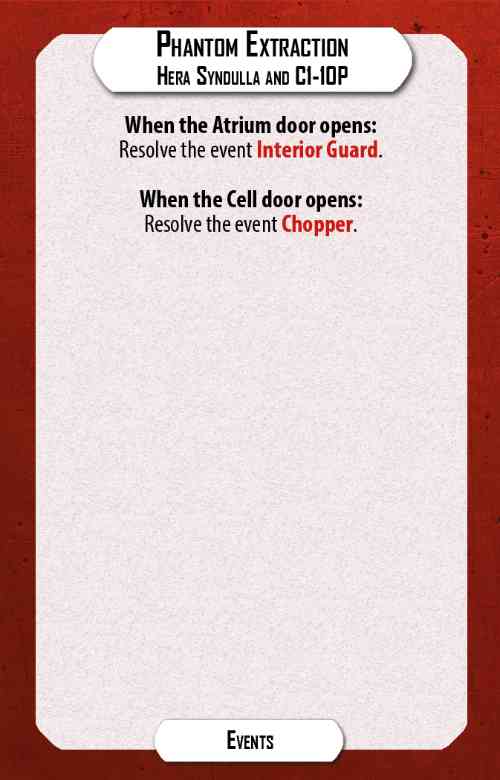 Phantom Extraction
Hera Syndulla and C1-10P
When the Atrium door opens:
Resolve the event Interior Guard.
When the Cell door opens:
Resolve the event Chopper.
Events